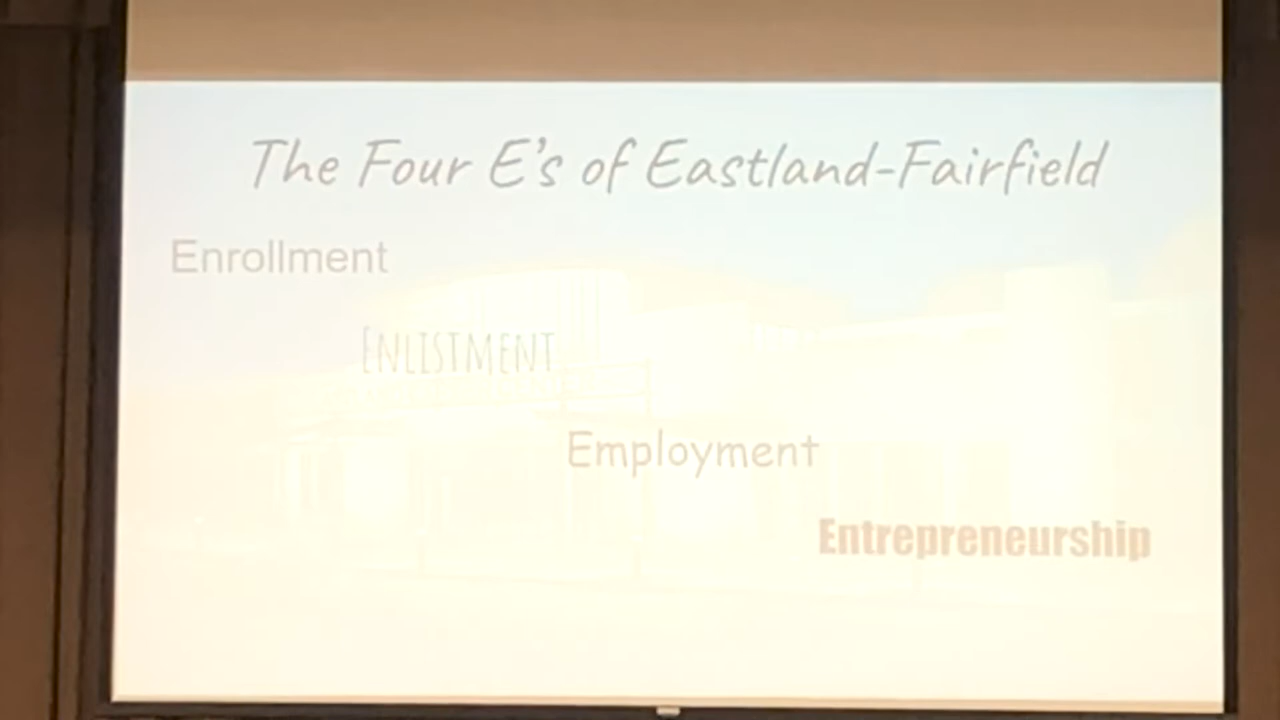 The Four E's of Eastland-Fairfield
Enrollment
ENLISTMENT
Employment
Entrepreneurship